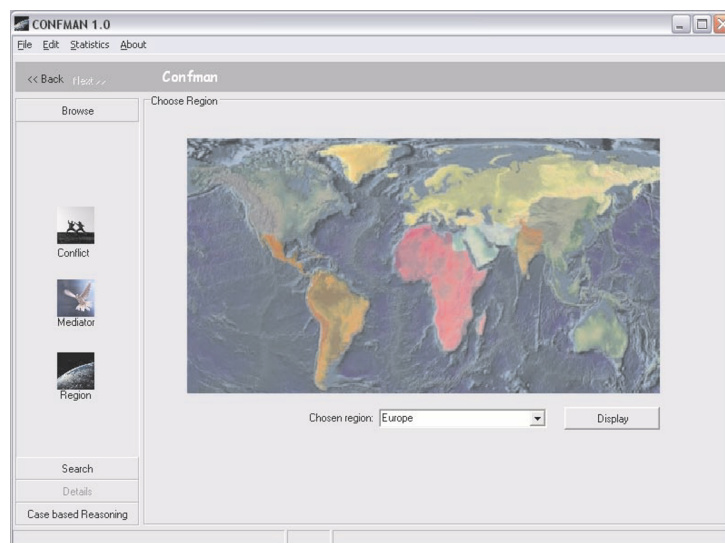 CONFMAN 1.0
File Edit Statistics About
<< Back Next >> Confman
Browse
Choose Region
Conflict
Mediator
Region
Chosen region: Europe Display
Search
Details
Case based Reasoning